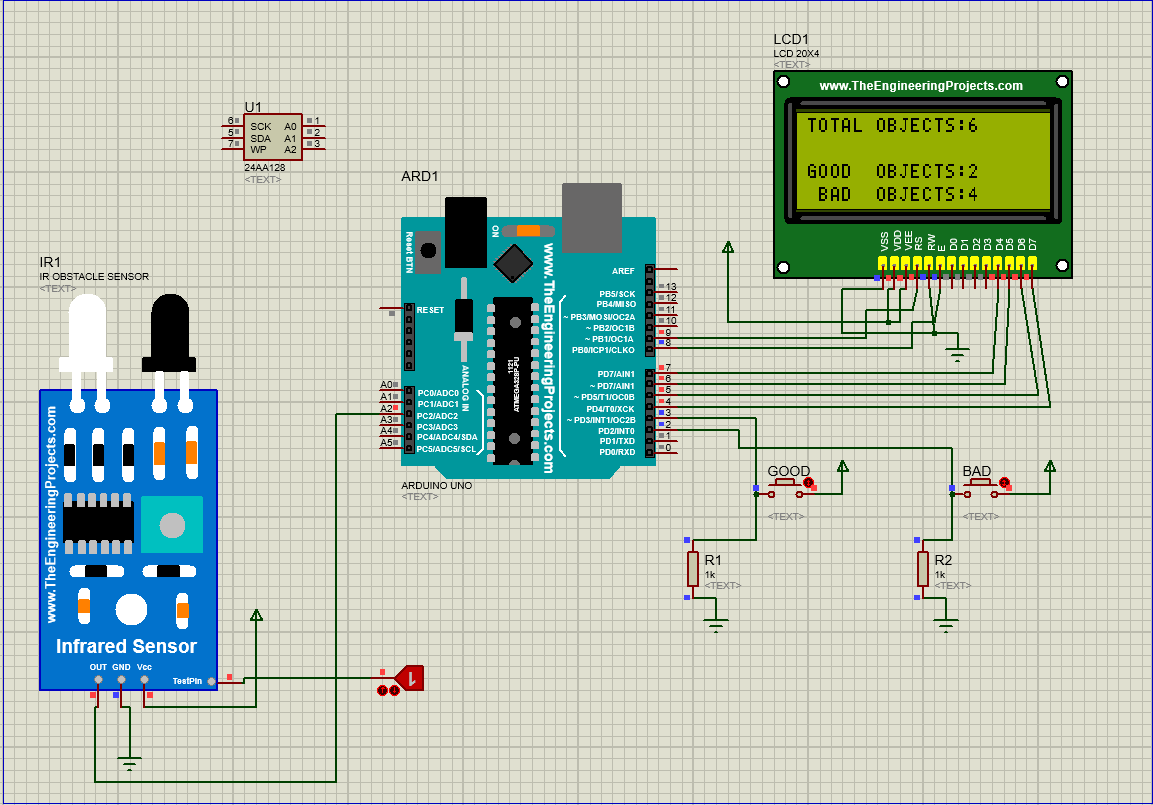 LCD1
LCD 20X4
<TEXT>
www.TheEngineeringProjects.com
TOTAL OBJECTS:6
GOOD OBJECTS:2
BAD OBJECTS:4
VSS VDD VEE RS RW E D0 D1 D2 D3 D4 D5 D6 D7
U1
6 SCK A0 1
5 SDA A1 2
7 WP A2 3
24AA128
<TEXT>
ARD1
Reset BTN
ON
www.TheEngineeringProjects.com
RESET
AREF
PB5/SCK 13
PB4/MISO 12
~ PB3/MOSI/OC2A 11
~ PB2/OC1B 10
~ PB1/OC1A 9
PB0/ICP1/CLKO 8
1121
ATMEGA328P-PU
ANALOG IN
A0 PC0/ADC0
A1 PC1/ADC1
A2 PC2/ADC2
A3 PC3/ADC3
A4 PC4/ADC4/SDA
A5 PC5/ADC5/SCL
PD7/AIN1 7
~ PD7/AIN1 6
~ PD5/T1/OC0B 5
PD4/T0/XCK 4
~ PD3/INT1/OC2B 3
PD2/INT0 2
PD1/TXD 1
PD0/RXD 0
ARDUINO UNO
<TEXT>
IR1
IR OBSTACLE SENSOR
<TEXT>
www.TheEngineeringProjects.com
Infrared Sensor
OUT GND Vcc
TestPin
1
GOOD
<TEXT>
BAD
<TEXT>
R1
1k
<TEXT>
R2
1k
<TEXT>